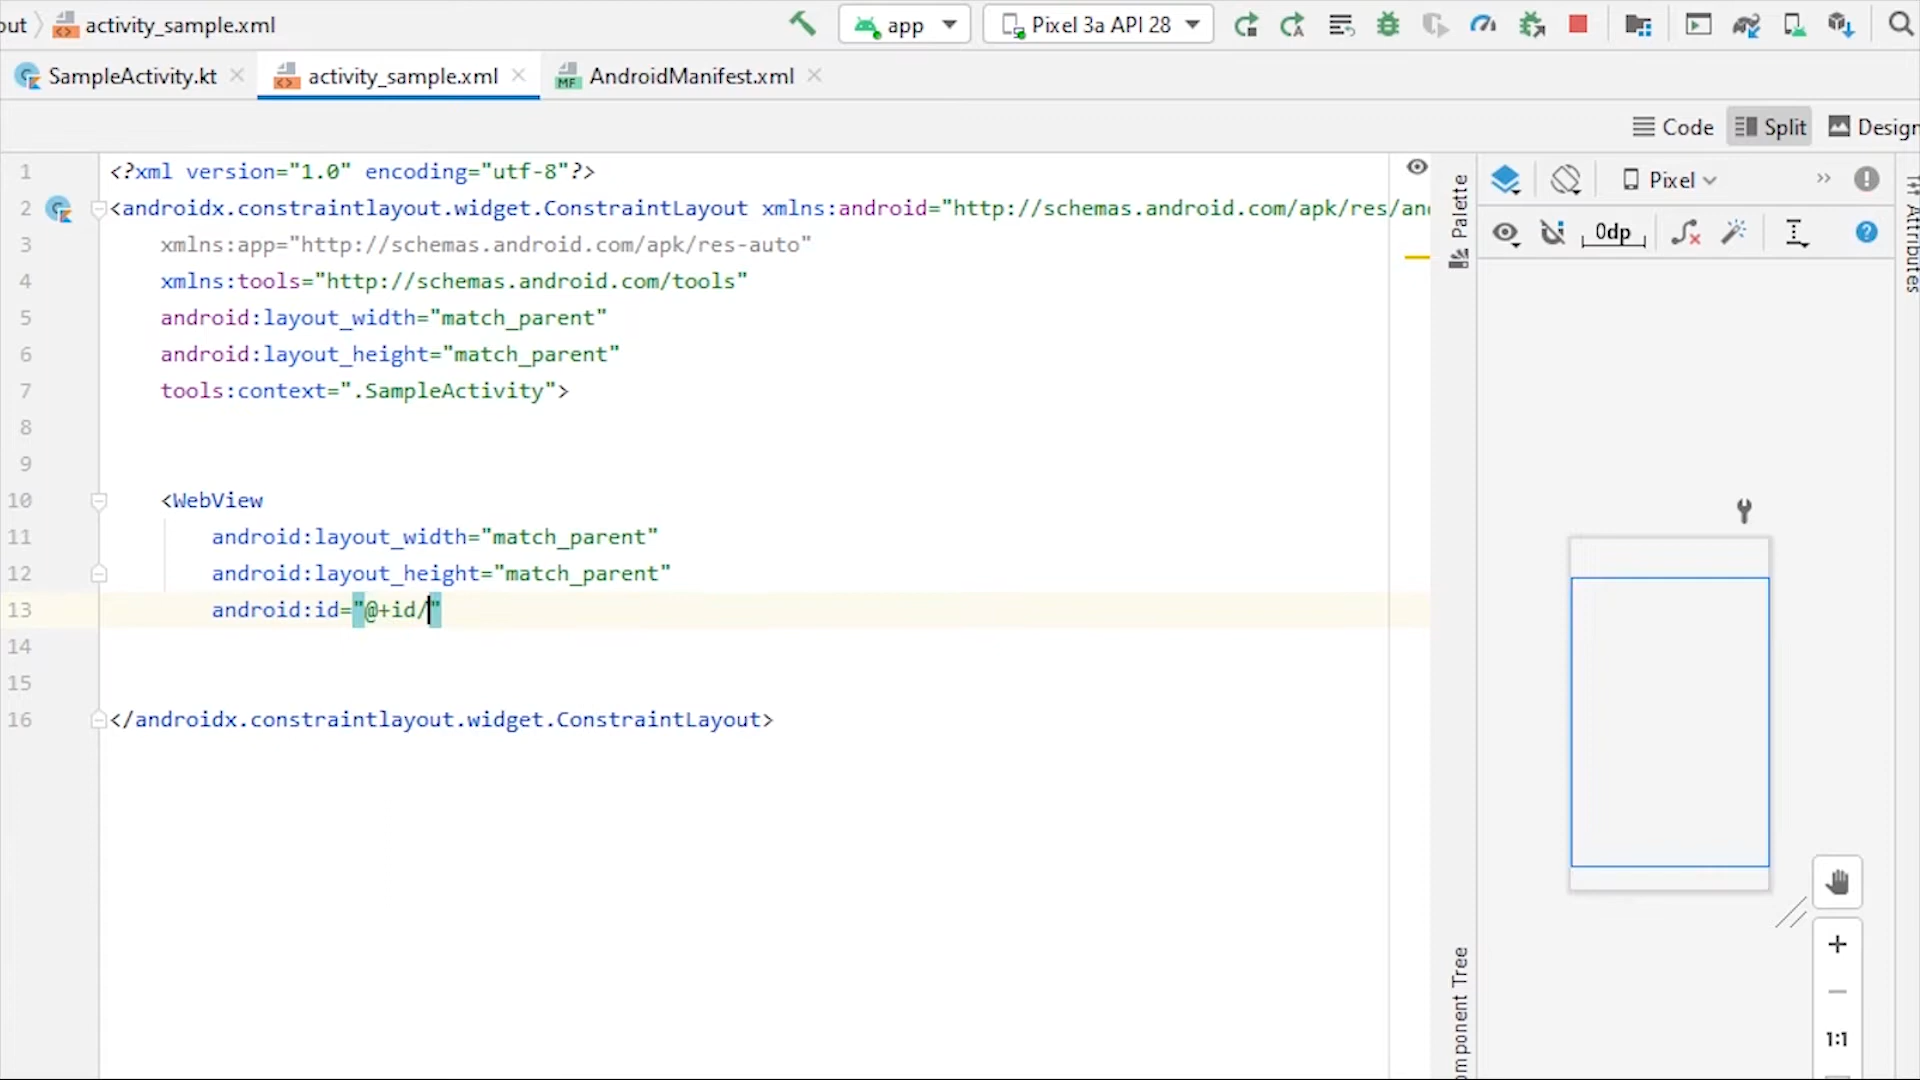 out
activity_sample.xml
app
Pixel 3a API 28
SampleActivity.kt
activity_sample.xml
MF
AndroidManifest.xml
Code
Split
Design
1 <?xml version="1.0" encoding="utf-8"?>
2 <androidx.constraintlayout.widget.ConstraintLayout xmlns:android="http://schemas.android.com/apk/res/and
3 xmlns:app="http://schemas.android.com/apk/res-auto"
4 xmlns:tools="http://schemas.android.com/tools"
5 android:layout_width="match_parent"
6 android:layout_height="match_parent"
7 tools:context=".SampleActivity">
8
9
10 <WebView
11 android:layout_width="match_parent"
12 android:layout_height="match_parent"
13 android:id="@+id/"
14
15
16 </androidx.constraintlayout.widget.ConstraintLayout>
Palette
Pixel
0dp
Attributes
mponent Tree
1:1